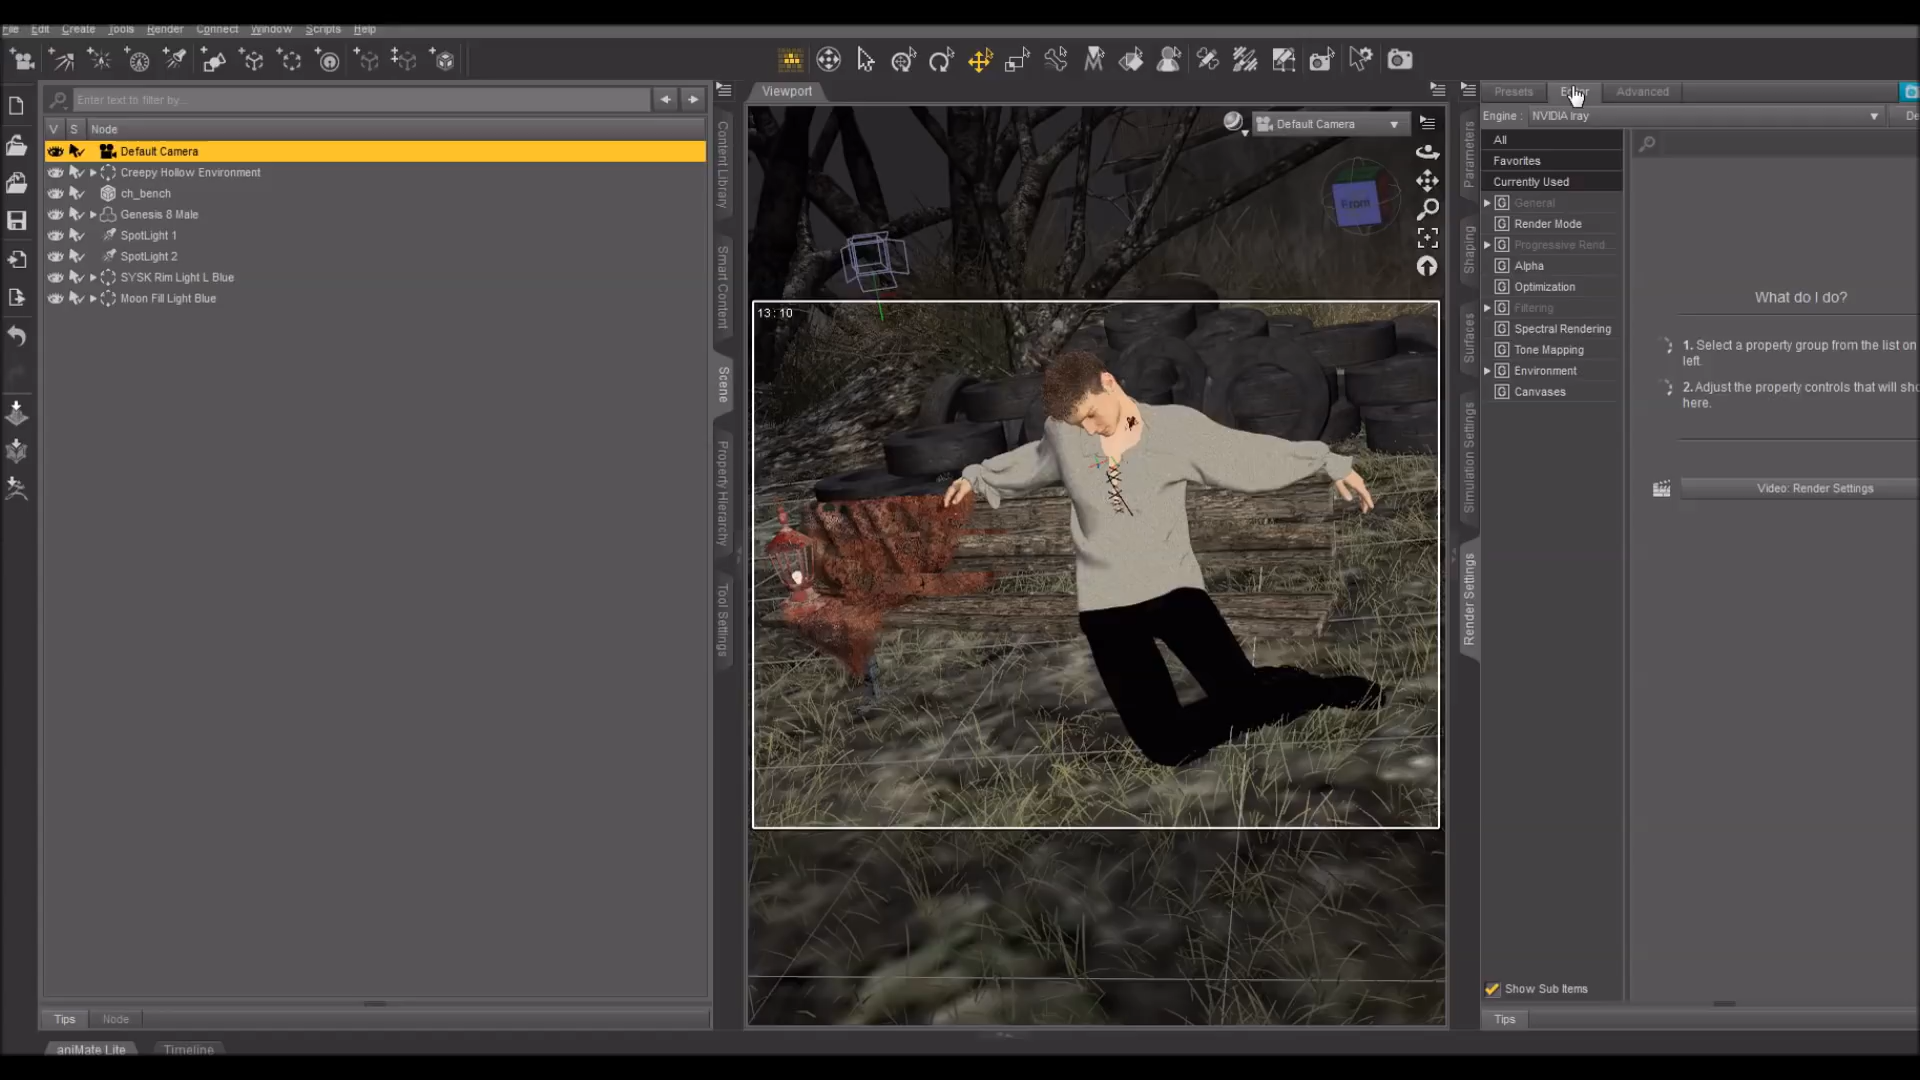 File Edit Create Tools Render Connect Window Scripts Help
Enter text to filter by...
V S Node
Default Camera
Creepy Hollow Environment
ch_bench
Genesis 8 Male
SpotLight 1
SpotLight 2
SYSK Rim Light L Blue
Moon Fill Light Blue
Tips Node
aniMate Lite Timeline
Content Library
Smart Content
Scene
Property Hierarchy
Tool Settings
Viewport
Default Camera
Front
13 : 10
Parameters
Shaping
Surfaces
Simulation Settings
Render Settings
Presets Advanced
Engine : NVIDIA Iray
All
Favorites
Currently Used
General
Render Mode
Progressive Rend...
Alpha
Optimization
Filtering
Spectral Rendering
Tone Mapping
Environment
Canvases
Show Sub Items
Tips
What do I do?
1. Select a property group from the list on
left.
2. Adjust the property controls that will
here.
Video: Render Settings